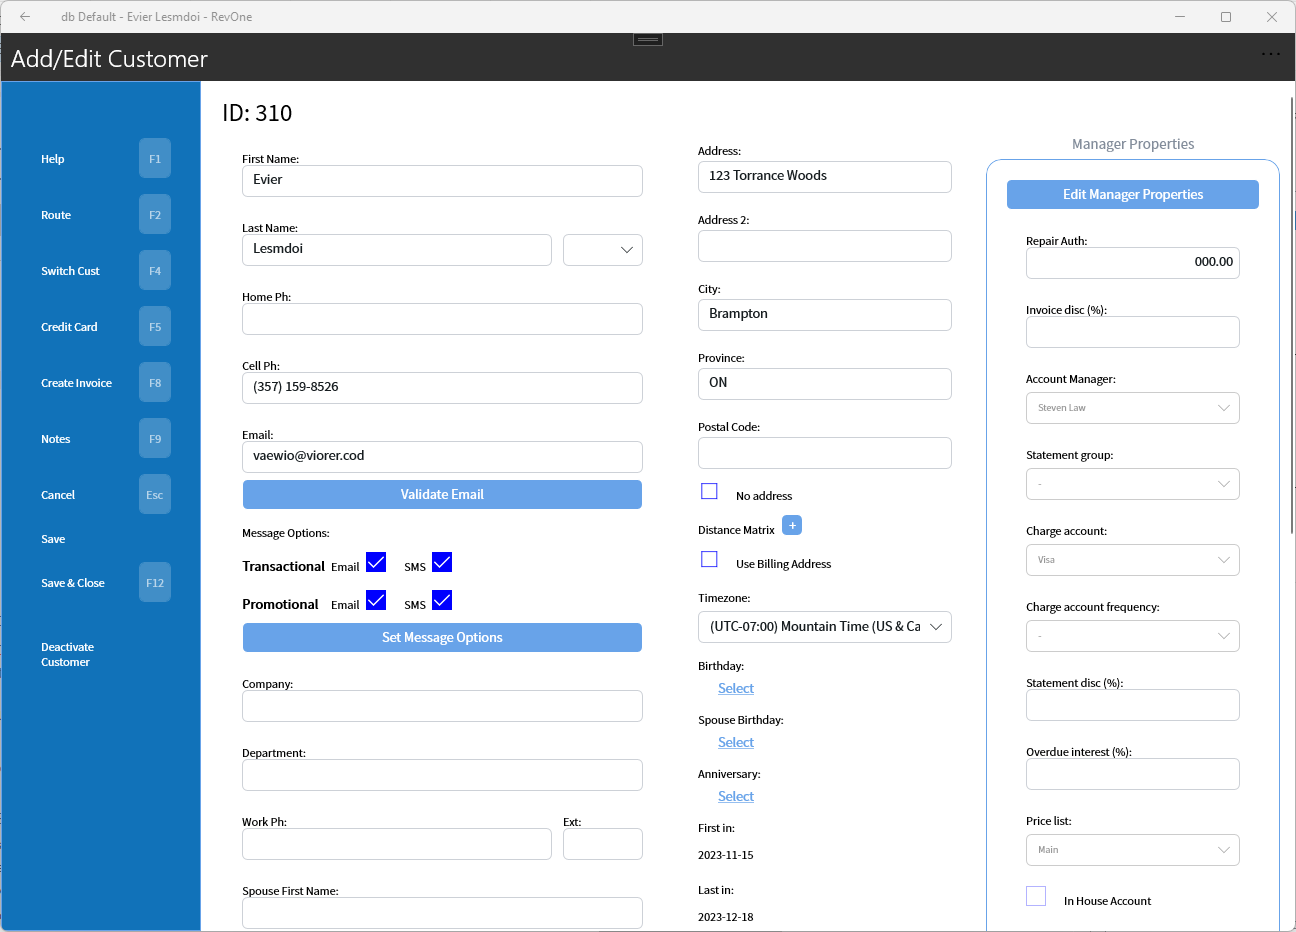 db Default - Evier Lesmdoi - RevOne
Add/Edit Customer
Help F1
Route F2
Switch Cust F4
Credit Card F5
Create Invoice F8
Notes F9
Cancel Esc
Save
Save & Close F12
Deactivate
Customer
ID: 310
First Name:
Evier
Last Name:
Lesmdoi
Home Ph:
Cell Ph:
(357) 159-8526
Email:
vaewio@viorer.cod
Validate Email
Message Options:
Transactional Email SMS
Promotional Email SMS
Set Message Options
Company:
Department:
Work Ph: Ext:
Spouse First Name:
Address:
123 Torrance Woods
Address 2:
City:
Brampton
Province:
ON
Postal Code:
No address
Distance Matrix +
Use Billing Address
Timezone:
(UTC-07:00) Mountain Time (US & Ca
Birthday:
Select
Spouse Birthday:
Select
Anniversary:
Select
First in:
2023-11-15
Last in:
2023-12-18
Manager Properties
Edit Manager Properties
Repair Auth:
000.00
Invoice disc (%):
Account Manager:
Steven Law
Statement group:
-
Charge account:
Visa
Charge account frequency:
-
Statement disc (%):
Overdue interest (%):
Price list:
Main
In House Account